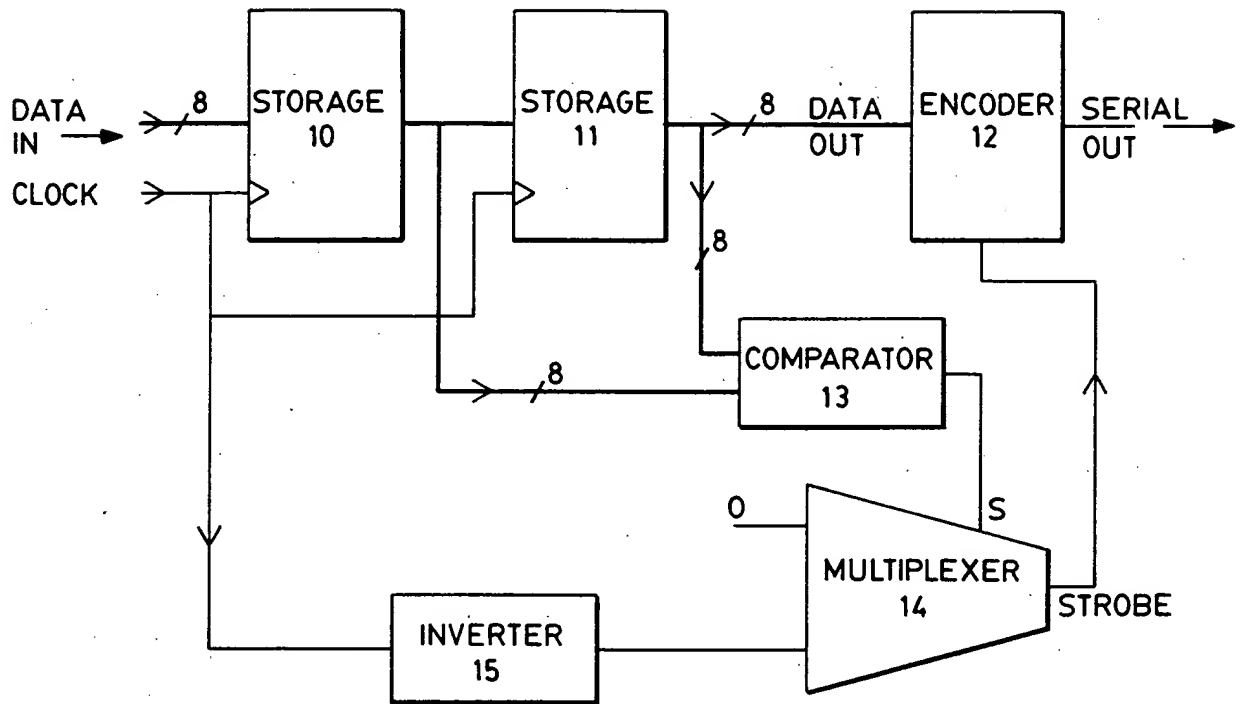 DATA
IN
8
STORAGE
10
STORAGE
11
8
DATA
OUT
ENCODER
12
SERIAL
OUT
CLOCK
8
8
COMPARATOR
13
0
S
MULTIPLEXER
14
STROBE
INVERTER
15